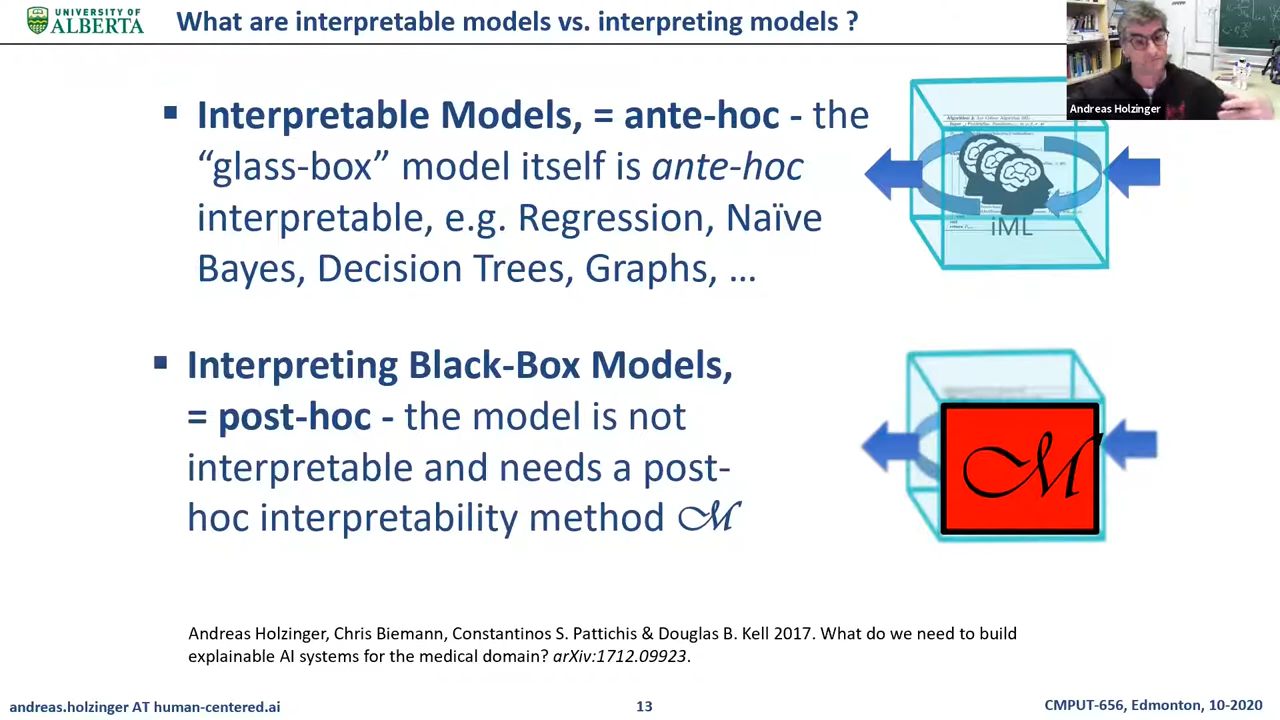 UNIVERSITY OF
ALBERTA
What are interpretable models vs. interpreting models ?
Andreas Holzinger
▪ Interpretable Models, = ante-hoc - the
“glass-box” model itself is ante-hoc
interpretable, e.g. Regression, Naïve
Bayes, Decision Trees, Graphs, …
iML
▪ Interpreting Black-Box Models,
= post-hoc - the model is not
interpretable and needs a post-
hoc interpretability method ℳ
ℳ
Andreas Holzinger, Chris Biemann, Constantinos S. Pattichis & Douglas B. Kell 2017. What do we need to build
explainable AI systems for the medical domain? arXiv:1712.09923.
andreas.holzinger AT human-centered.ai
13
CMPUT-656, Edmonton, 10-2020